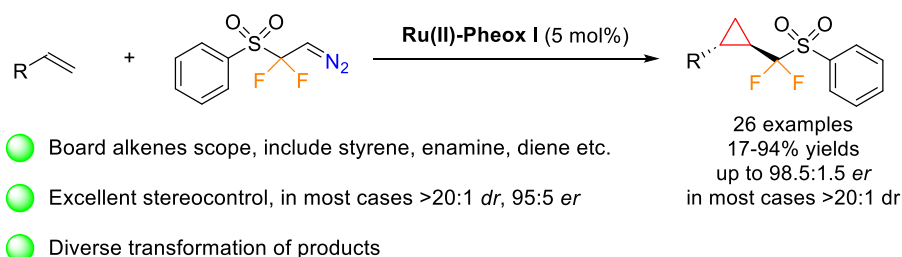 R
+
O
O
S
F
F
N2
Ru(II)-Pheox I (5 mol%)
R
O
O
S
F
F
26 examples
17-94% yields
up to 98.5:1.5 er
in most cases >20:1 dr
Board alkenes scope, include styrene, enamine, diene etc.
Excellent stereocontrol, in most cases >20:1 dr, 95:5 er
Diverse transformation of products